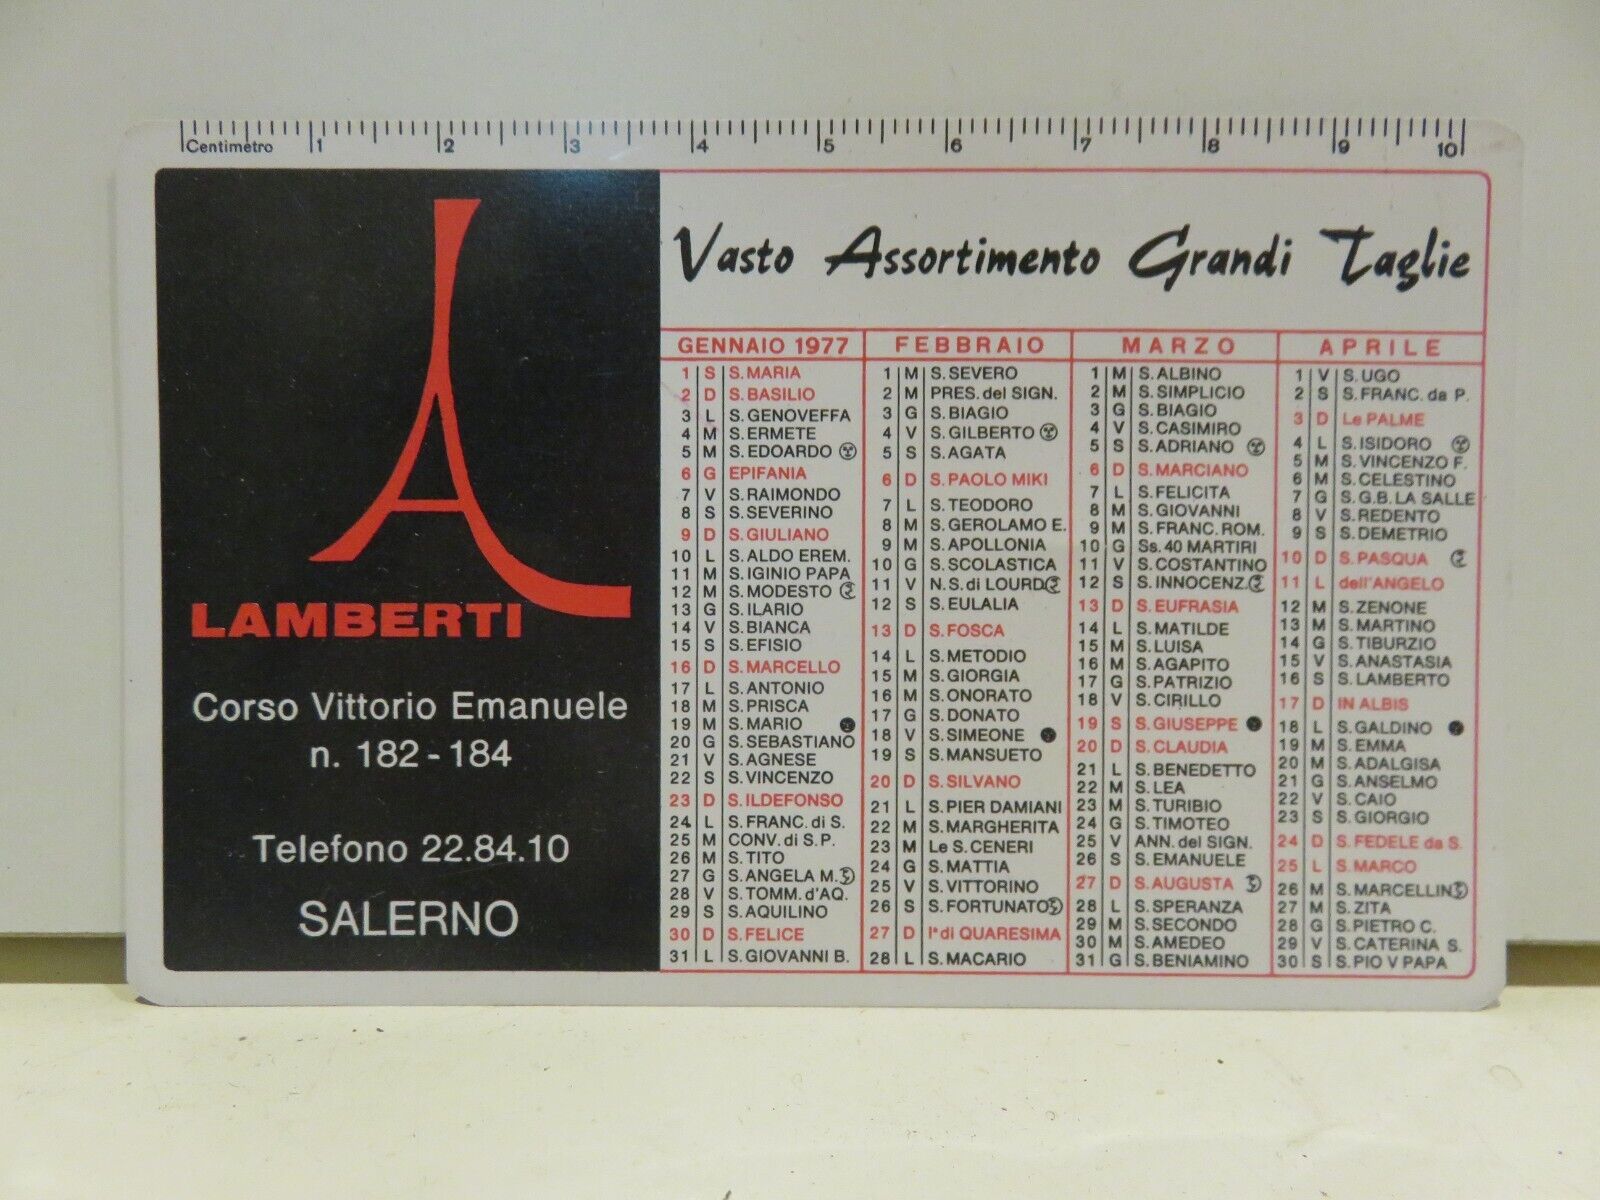 Centimetro 1 2 3 4 5 6 7 8 9 10
LAMBERTI
Corso Vittorio Emanuele
n. 182 - 184
Telefono 22.84.10
SALERNO
Vasto Assortimento Grandi Taglie
GENNAIO 1977
1 S S. MARIA
2 D S. BASILIO
3 L S. GENOVEFFA
4 M S. ERMETE
5 M S. EDOARDO
6 G EPIFANIA
7 V S. RAIMONDO
8 S S. SEVERINO
9 D S. GIULIANO
10 L S. ALDO EREM.
11 M S. IGINIO PAPA
12 M S. MODESTO
13 G S. ILARIO
14 V S. BIANCA
15 S S. EFISIO
16 D S. MARCELLO
17 L S. ANTONIO
18 M S. PRISCA
19 M S. MARIO
20 G S. SEBASTIANO
21 V S. AGNESE
22 S S. VINCENZO
23 D S. ILDEFONSO
24 L S. FRANC. di S.
25 M CONV. di S.P.
26 M S. TITO
27 G S. ANGELA M.
28 V S. TOMM. d'AQ.
29 S S. AQUILINO
30 D S. FELICE
31 L S. GIOVANNI B.
FEBBRAIO
1 M S. SEVERO
2 M PRES. del SIGN.
3 G S. BIAGIO
4 V S. GILBERTO
5 S S. AGATA
6 D S. PAOLO MIKI
7 L S. TEODORO
8 M S. GEROLAMO E.
9 M S. APOLLONIA
10 G S. SCOLASTICA
11 V N.S. di LOURD.
12 S S. EULALIA
13 D S. FOSCA
14 L S. METODIO
15 M S. GIORGIA
16 M S. ONORATO
17 G S. DONATO
18 V S. SIMEONE
19 S S. MANSUETO
20 D S. SILVANO
21 L S. PIER DAMIANI
22 M S. MARGHERITA
23 M Le S. CENERI
24 G S. MATTIA
25 V S. VITTORINO
26 S S. FORTUNATO
27 D Iª di QUARESIMA
28 L S. MACARIO
MARZO
1 M S. ALBINO
2 M S. SIMPLICIO
3 G S. BIAGIO
4 V S. CASIMIRO
5 S S. ADRIANO
6 D S. MARCIANO
7 L S. FELICITA
8 M S. GIOVANNI
9 M S. FRANC. ROM.
10 G Ss. 40 MARTIRI
11 V S. COSTANTINO
12 S S. INNOCENZ.
13 D S. EUFRASIA
14 L S. MATILDE
15 M S. LUISA
16 M S. AGAPITO
17 G S. PATRIZIO
18 V S. CIRILLO
19 S S. GIUSEPPE
20 D S. CLAUDIA
21 L S. BENEDETTO
22 M S. LEA
23 M S. TURIBIO
24 G S. TIMOTEO
25 V ANN. del SIGN.
26 S S. EMANUELE
27 D S. AUGUSTA
28 L S. SPERANZA
29 M S. SECONDO
30 M S. AMEDEO
31 G S. BENIAMINO
APRILE
1 V S. UGO
2 S S. FRANC. da P.
3 D Le PALME
4 L S. ISIDORO
5 M S. VINCENZO F.
6 M S. CELESTINO
7 G S. G.B. LA SALLE
8 V S. REDENTO
9 S S. DEMETRIO
10 D S. PASQUA
11 L dell'ANGELO
12 M S. ZENONE
13 M S. MARTINO
14 G S. TIBURZIO
15 V S. ANASTASIA
16 S S. LAMBERTO
17 D IN ALBIS
18 L S. GALDINO
19 M S. EMMA
20 M S. ADALGISA
21 G S. ANSELMO
22 V S. CAIO
23 S S. GIORGIO
24 D S. FEDELE da S.
25 L S. MARCO
26 M S. MARCELLIN
27 M S. ZITA
28 G S. PIETRO C.
29 V S. CATERINA S.
30 S S. PIO V PAPA